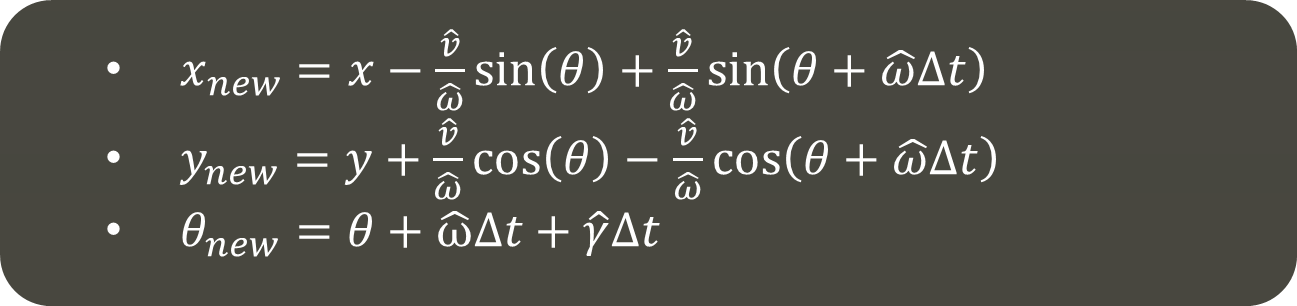 • x_new = x − v̂/ω̂ sin(θ) + v̂/ω̂ sin(θ + ω̂Δt)
• y_new = y + v̂/ω̂ cos(θ) − v̂/ω̂ cos(θ + ω̂Δt)
• θ_new = θ + ω̂Δt + γ̂Δt